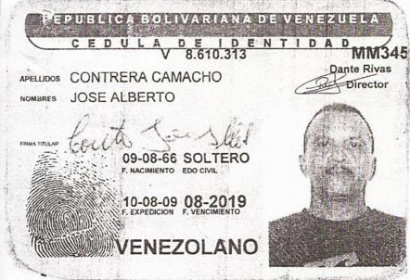 REPUBLICA BOLIVARIANA DE VENEZUELA
CEDULA DE IDENTIDAD
V 8.610.313
MM345
Dante Rivas
Director
APELLIDOS CONTRERA CAMACHO
NOMBRES JOSE ALBERTO
FIRMA TITULAR
09-08-66 SOLTERO
F. NACIMIENTO EDO CIVIL
10-08-09 08-2019
F. EXPEDICION F. VENCIMIENTO
VENEZOLANO